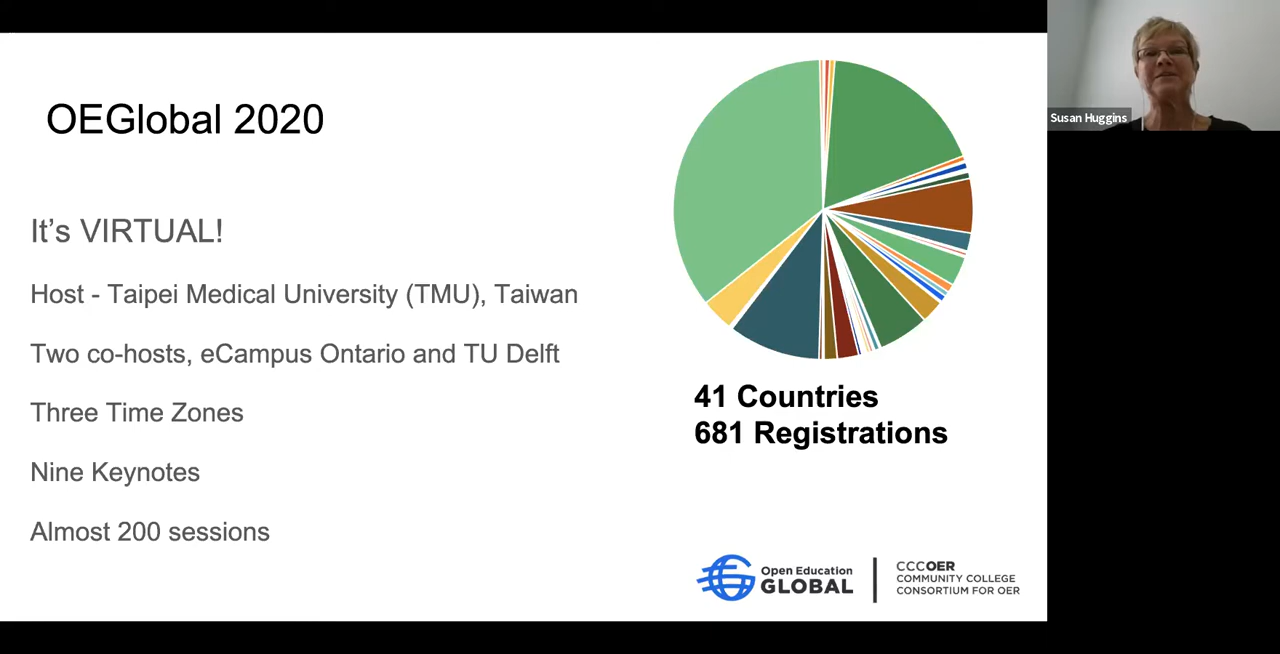 OEGlobal 2020
It's VIRTUAL!
Host - Taipei Medical University (TMU), Taiwan
Two co-hosts, eCampus Ontario and TU Delft
Three Time Zones
Nine Keynotes
Almost 200 sessions
41 Countries
681 Registrations
Open Education
GLOBAL
CCCOER
COMMUNITY COLLEGE
CONSORTIUM FOR OER
Susan Huggins